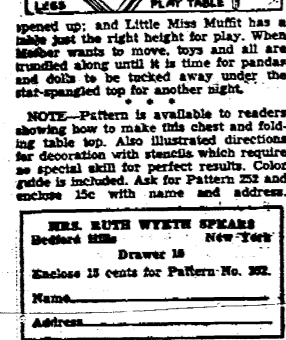 LESS
PLAY TABLE
opened up; and Little Miss Muffit has a
table just the right height for play. When
Mother wants to move, toys and all are
trundled along until it is time for pandas
and dolls to be tucked away under the
star-spangled top for another night.
* * *
NOTE—Pattern is available to readers
showing how to make this chest and fold-
ing table top. Also illustrated directions
for decoration with stencils which require
no special skill for perfect results. Color
guide is included. Ask for Pattern 252 and
enclose 15c with name and address.
MRS. RUTH WYETH SPEARS
Bedford Hills New York
Drawer 10
Enclose 15 cents for Pattern No. 252.
Name
Address